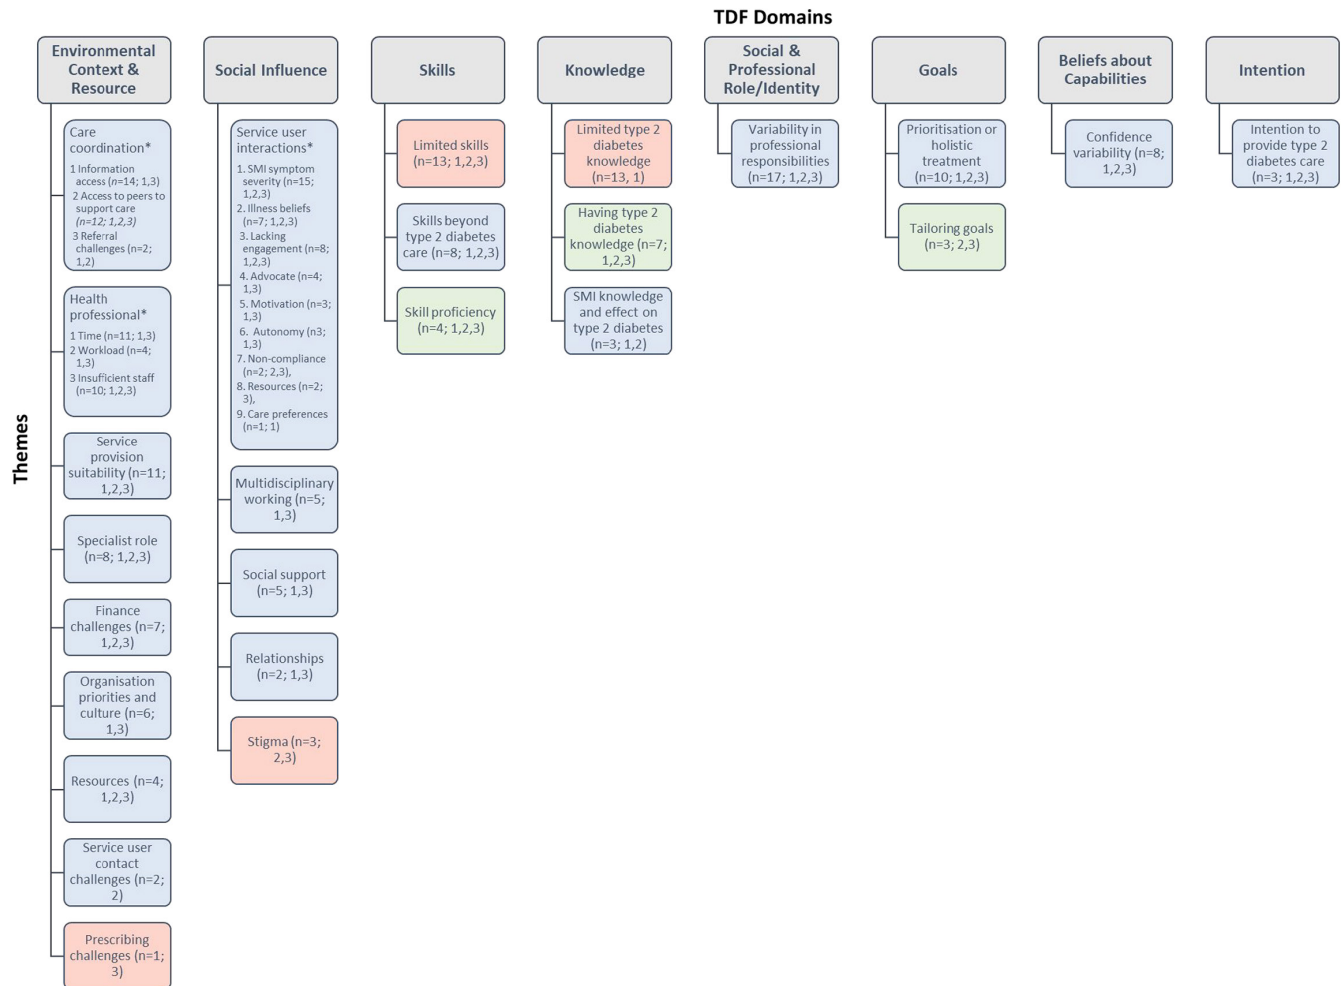 TDF Domains
Themes
Environmental
Context &
Resource
Care
coordination*
1 Information
access (n=14; 1,3)
2 Access to peers to
support care
(n=12; 1,2,3)
3 Referral
challenges (n=2;
1,2)
Health
professional*
1 Time (n=11; 1,3)
2 Workload (n=4;
1,3)
3 Insufficient staff
(n=10; 1,2,3)
Service
provision
suitability (n=11;
1,2,3)
Specialist role
(n=8; 1,2,3)
Finance
challenges (n=7;
1,2,3)
Organisation
priorities and
culture (n=6;
1,3)
Resources (n=4;
1,2,3)
Service user
contact
challenges (n=2;
2)
Prescribing
challenges (n=1;
3)
Social Influence
Service user
interactions*
1. SMI symptom
severity (n=15;
1,2,3)
2. Illness beliefs
(n=7; 1,2,3)
3. Lacking
engagement (n=8;
1,2,3)
4. Advocate (n=4;
1,3)
5. Motivation (n=3;
1,3)
6. Autonomy (n3;
1,3)
7. Non-compliance
(n=2; 2,3),
8. Resources (n=2;
3),
9. Care preferences
(n=1; 1)
Multidisciplinary
working (n=5;
1,3)
Social support
(n=5; 1,3)
Relationships
(n=2; 1,3)
Stigma (n=3;
2,3)
Skills
Limited skills
(n=13; 1,2,3)
Skills beyond
type 2 diabetes
care (n=8; 1,2,3)
Skill proficiency
(n=4; 1,2,3)
Knowledge
Limited type 2
diabetes
knowledge
(n=13, 1)
Having type 2
diabetes
knowledge (n=7;
1,2,3)
SMI knowledge
and effect on
type 2 diabetes
(n=3; 1,2)
Social &
Professional
Role/Identity
Variability in
professional
responsibilities
(n=17; 1,2,3)
Goals
Prioritisation or
holistic
treatment
(n=10; 1,2,3)
Tailoring goals
(n=3; 2,3)
Beliefs about
Capabilities
Confidence
variability (n=8;
1,2,3)
Intention
Intention to
provide type 2
diabetes care
(n=3; 1,2,3)